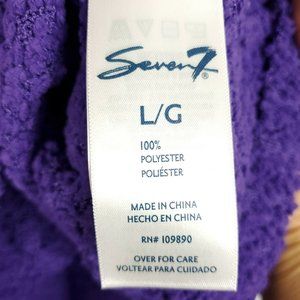 Seven7®
L/G
100%
POLYESTER
POLIÉSTER
MADE IN CHINA
HECHO EN CHINA
RN# 109890
OVER FOR CARE
VOLTEAR PARA CUIDADO